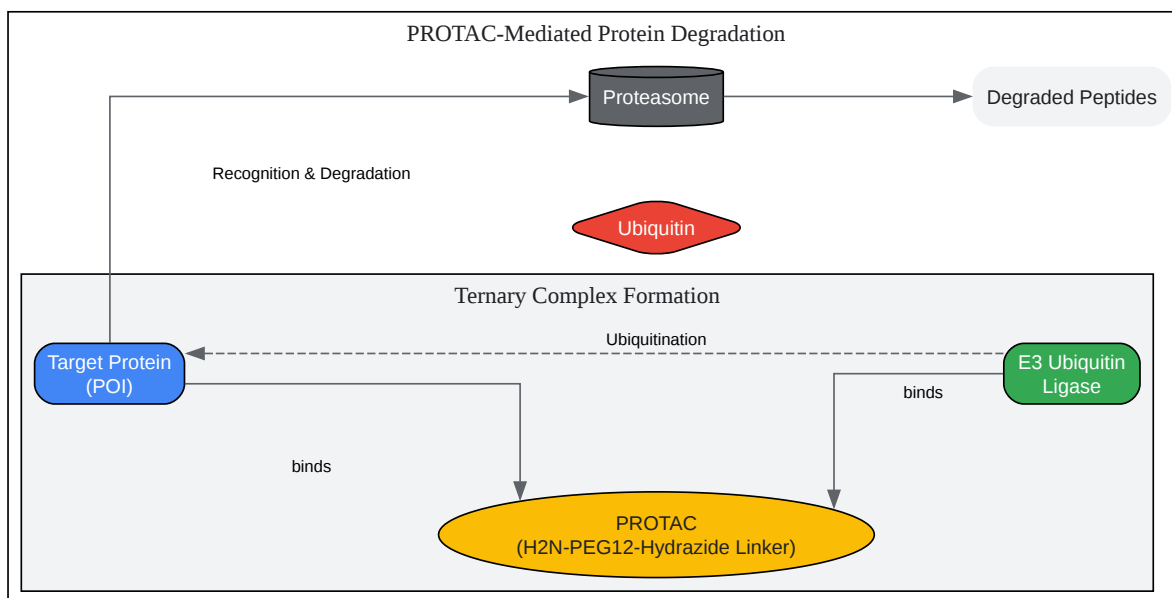 PROTAC-Mediated Protein Degradation
Proteasome
Degraded Peptides
Recognition & Degradation
Ubiquitin
Ternary Complex Formation
Ubiquitination
Target Protein
(POI)
E3 Ubiquitin
Ligase
binds
binds
PROTAC
(H2N-PEG12-Hydrazide Linker)